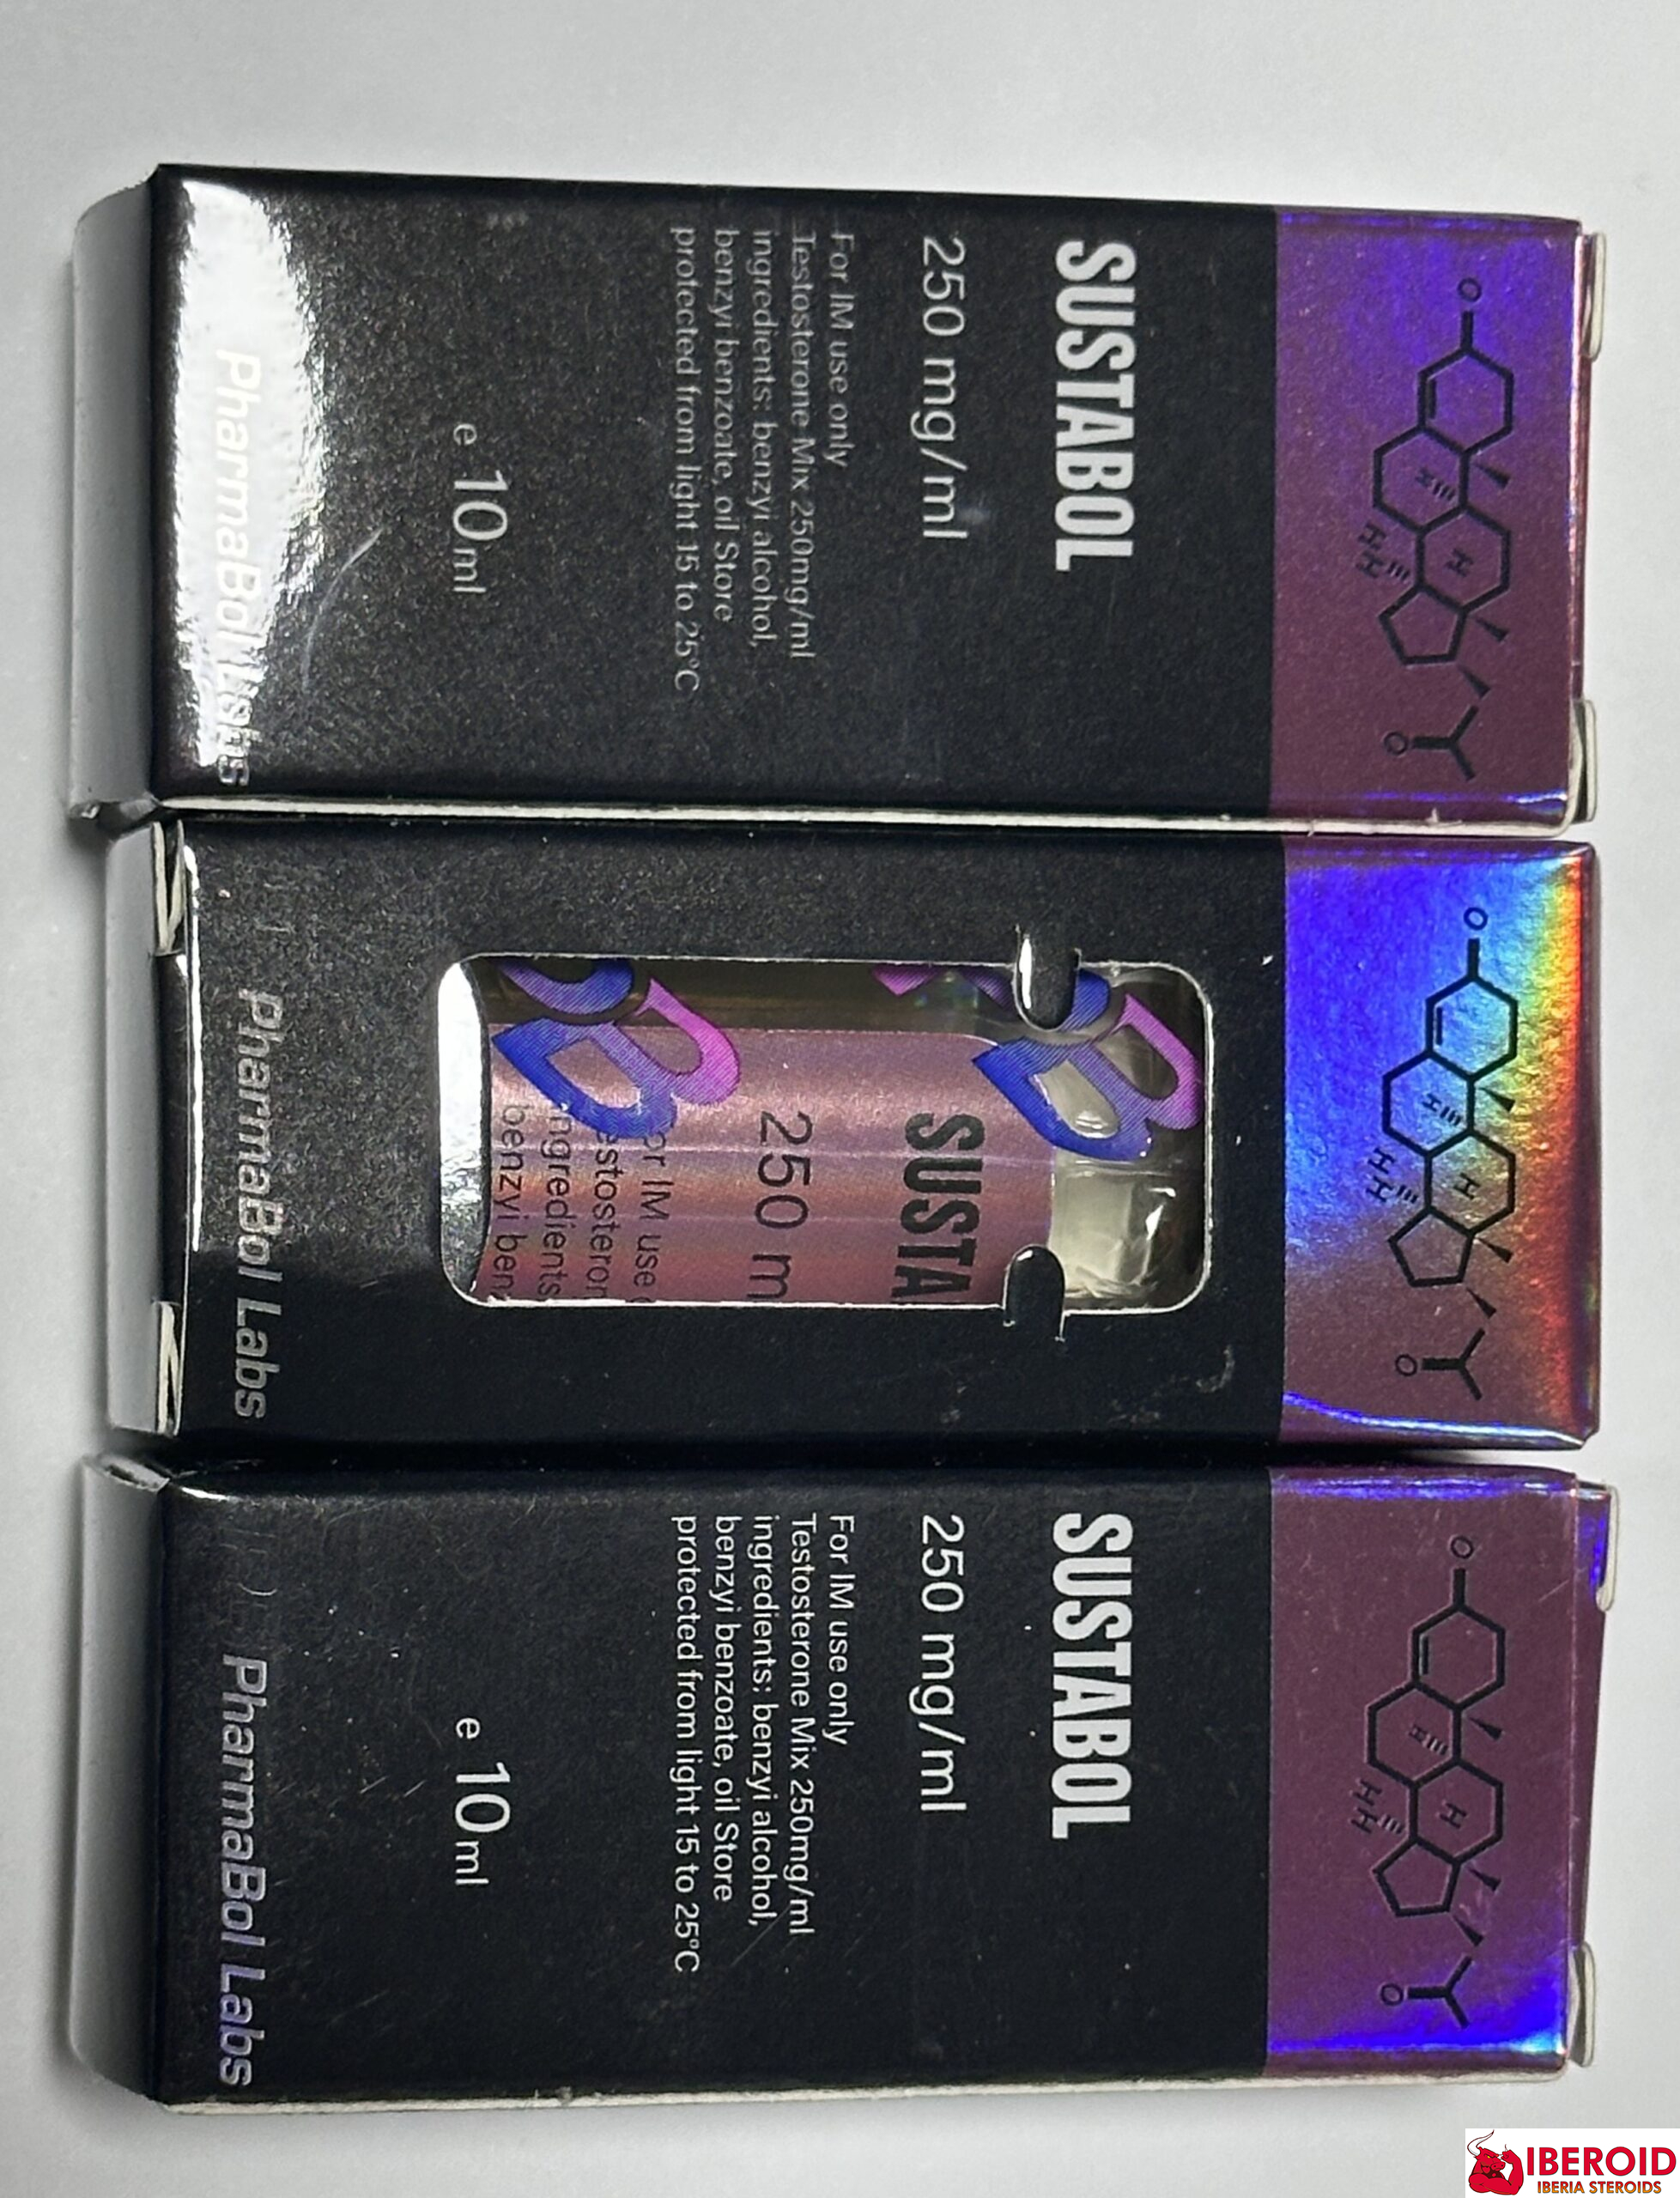 SUSTABOL
250 mg/ml
For IM use only
Testosterone Mix 250mg/ml
ingredients: benzyi alcohol,
benzyi benzoate, oil Store
protected from light 15 to 25°C
e 10ml
PharmaBol Labs
SUSTA
250 m
or IM use
estosteron
ngredients
benzyi ben
PharmaBol Labs
SUSTABOL
250 mg/ml
For IM use only
Testosterone Mix 250mg/ml
ingredients: benzyi alcohol,
benzyi benzoate, oil Store
protected from light 15 to 25°C
e 10ml
PharmaBol Labs
IBEROID
IBERIA STEROIDS